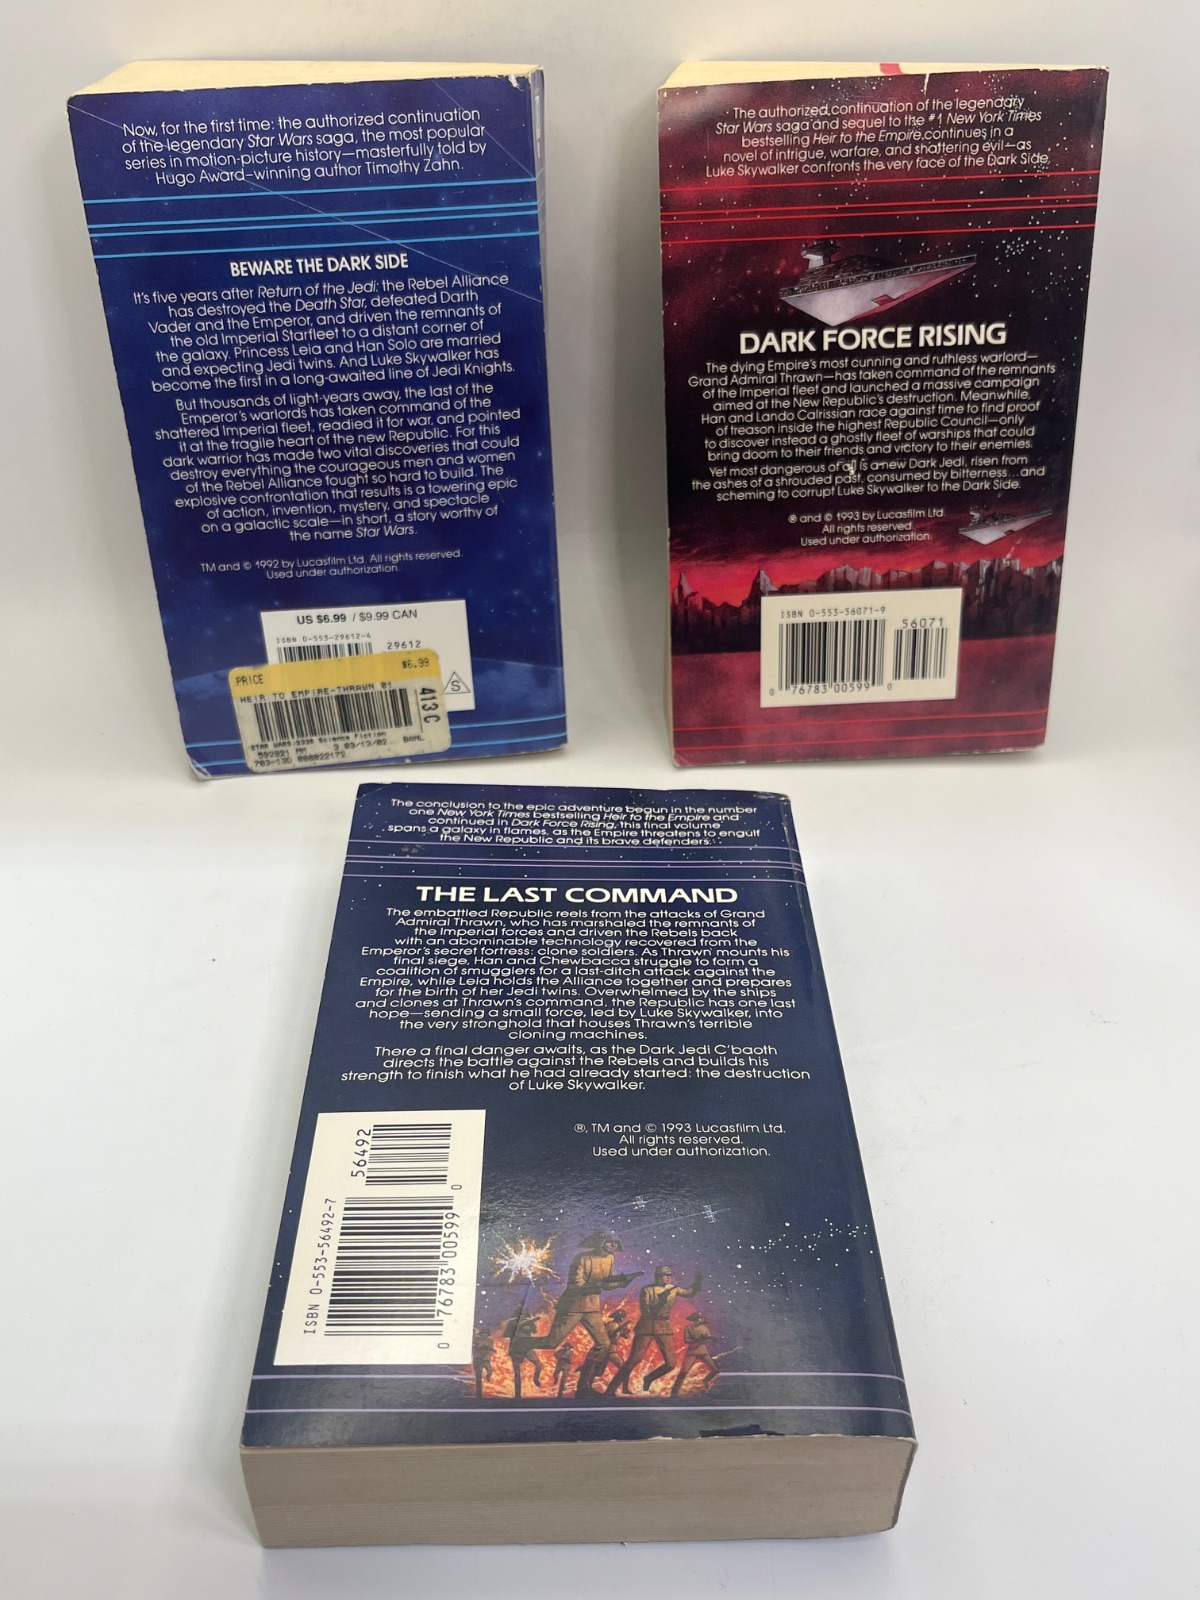 Now, for the first time: the authorized continuation
of the legendary Star Wars saga, the most popular
series in motion-picture history—masterfully told by
Hugo Award-winning author Timothy Zahn.
BEWARE THE DARK SIDE
It's five years after Return of the Jedi: the Rebel Alliance
has destroyed the Death Star, defeated Darth
Vader and the Emperor, and driven the remnants of
the old Imperial Starfleet to a distant corner of
the galaxy. Princess Leia and Han Solo are married
and expecting Jedi twins. And Luke Skywalker has
become the first in a long-awaited line of Jedi Knights.
But thousands of light-years away, the last of the
Emperor's warlords has taken command of the
shattered Imperial fleet, readied it for war, and pointed
it at the fragile heart of the new Republic. For this
dark warrior has made two vital discoveries that could
destroy everything the courageous men and women
of the Rebel Alliance fought so hard to build. The
explosive confrontation that results is a towering epic
of action, invention, mystery, and spectacle
on a galactic scale—in short, a story worthy of
the name Star Wars.
TM and © 1992 by Lucasfilm Ltd. All rights reserved.
Used under authorization.
US $6.99 / $9.99 CAN
ISBN 0-553-29612-4
29612
S
PRICE $6.99
HEIR TO EMPIRE-THRAWN 01
413 C
STAR WARS 2336 Science Fiction
592821 MM 3 03/13/02 BAML
703-13D 000022172
The authorized continuation of the legendary
Star Wars saga and sequel to the #1 New York Times
bestselling Heir to the Empire, continues in a
novel of intrigue, warfare, and shattering evil—as
Luke Skywalker confronts the very face of the Dark Side.
DARK FORCE RISING
The dying Empire's most cunning and ruthless warlord—
Grand Admiral Thrawn—has taken command of the remnants
of the Imperial fleet and launched a massive campaign
aimed at the New Republic's destruction. Meanwhile,
Han and Lando Calrissian race against time to find proof
of treason inside the highest Republic Council—only
to discover instead a ghostly fleet of warships that could
bring doom to their friends and victory to their enemies.
Yet most dangerous of all is a new Dark Jedi, risen from
the ashes of a shrouded past, consumed by bitterness...and
scheming to corrupt Luke Skywalker to the Dark Side.
® and © 1993 by Lucasfilm Ltd.
All rights reserved.
Used under authorization.
ISBN 0-553-56071-9
56071
0 76783 00599 0
The conclusion to the epic adventure begun in the number
one New York Times bestselling Heir to the Empire and
continued in Dark Force Rising, this final volume
spans a galaxy in flames, as the Empire threatens to engulf
the New Republic and its brave defenders.
THE LAST COMMAND
The embattled Republic reels from the attacks of Grand
Admiral Thrawn, who has marshaled the remnants of
the Imperial forces and driven the Rebels back
with an abominable technology recovered from the
Emperor's secret fortress: clone soldiers. As Thrawn mounts his
final siege, Han and Chewbacca struggle to form a
coalition of smugglers for a last-ditch attack against the
Empire, while Leia holds the Alliance together and prepares
for the birth of her Jedi twins. Overwhelmed by the ships
and clones at Thrawn's command, the Republic has one last
hope—sending a small force, led by Luke Skywalker, into
the very stronghold that houses Thrawn's terrible
cloning machines.
There a final danger awaits, as the Dark Jedi C'baoth
directs the battle against the Rebels and builds his
strength to finish what he had already started: the destruction
of Luke Skywalker.
®, TM and © 1993 Lucasfilm Ltd.
All rights reserved.
Used under authorization.
ISBN 0-553-56492-7
56492
0 76783 00599 0